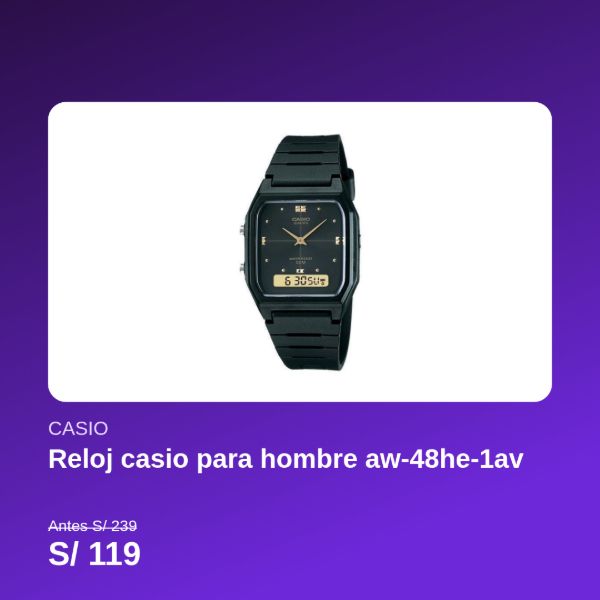 CASIO
6 30
CASIO
Reloj casio para hombre aw-48he-1av
Antes S/ 239
S/ 119